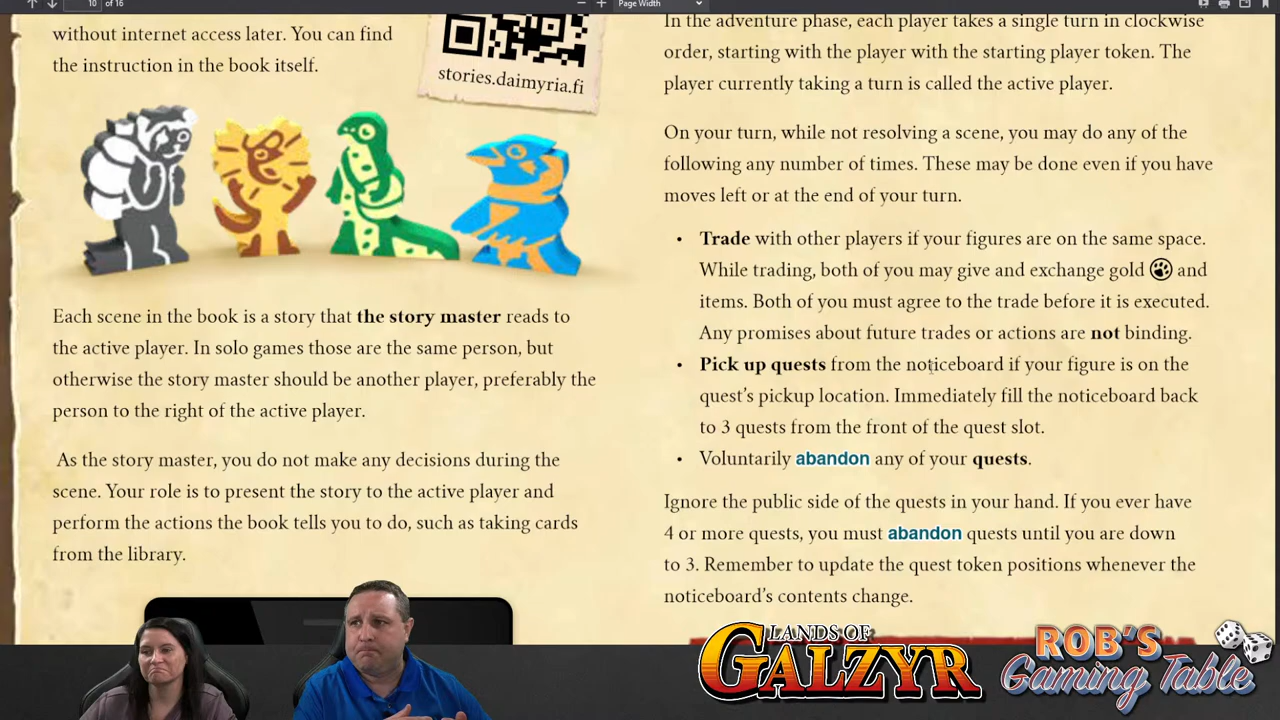 10 of 16
Page Width
without internet access later. You can find
the instruction in the book itself.
stories.daimyria.fi
Each scene in the book is a story that the story master reads to
the active player. In solo games those are the same person, but
otherwise the story master should be another player, preferably the
person to the right of the active player.
As the story master, you do not make any decisions during the
scene. Your role is to present the story to the active player and
perform the actions the book tells you to do, such as taking cards
from the library.
In the adventure phase, each player takes a single turn in clockwise
order, starting with the player with the starting player token. The
player currently taking a turn is called the active player.
On your turn, while not resolving a scene, you may do any of the
following any number of times. These may be done even if you have
moves left or at the end of your turn.
• Trade with other players if your figures are on the same space.
While trading, both of you may give and exchange gold and
items. Both of you must agree to the trade before it is executed.
Any promises about future trades or actions are not binding.
• Pick up quests from the noticeboard if your figure is on the
quest's pickup location. Immediately fill the noticeboard back
to 3 quests from the front of the quest slot.
• Voluntarily abandon any of your quests.
Ignore the public side of the quests in your hand. If you ever have
4 or more quests, you must abandon quests until you are down
to 3. Remember to update the quest token positions whenever the
noticeboard's contents change.
LANDS OF
GALZYR
ROB'S
Gaming Table